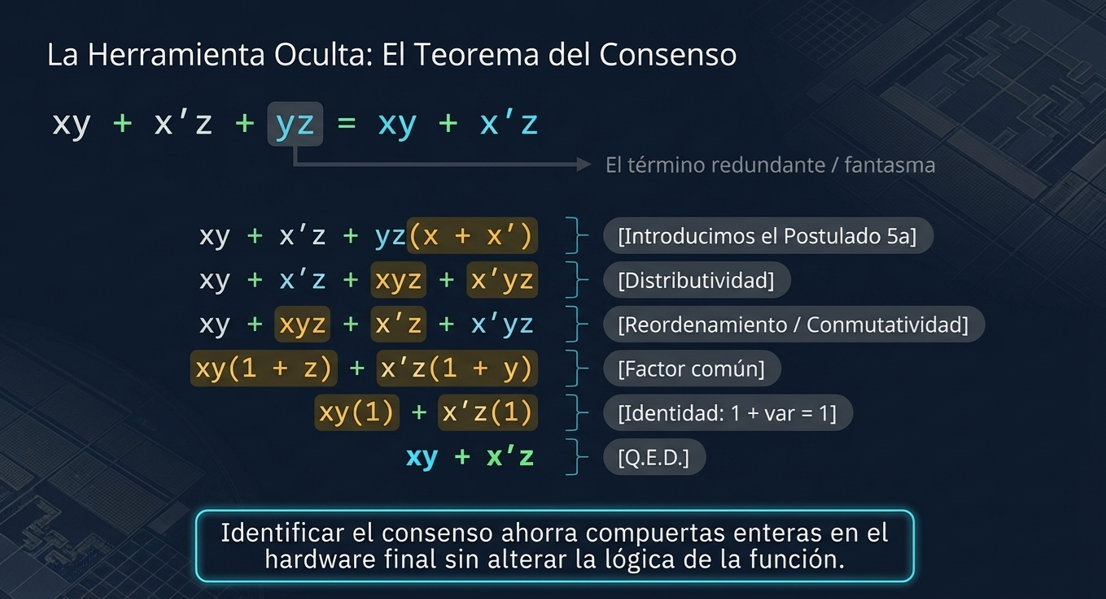 La Herramienta Oculta: El Teorema del Consenso
xy + x′z + yz = xy + x′z
El término redundante / fantasma
xy + x′z + yz(x + x′) [Introducimos el Postulado 5a]
xy + x′z + xyz + x′yz [Distributividad]
xy + xyz + x′z + x′yz [Reordenamiento / Conmutatividad]
xy(1 + z) + x′z(1 + y) [Factor común]
xy(1) + x′z(1) [Identidad: 1 + var = 1]
xy + x′z [Q.E.D.]
Identificar el consenso ahorra compuertas enteras en el
hardware final sin alterar la lógica de la función.